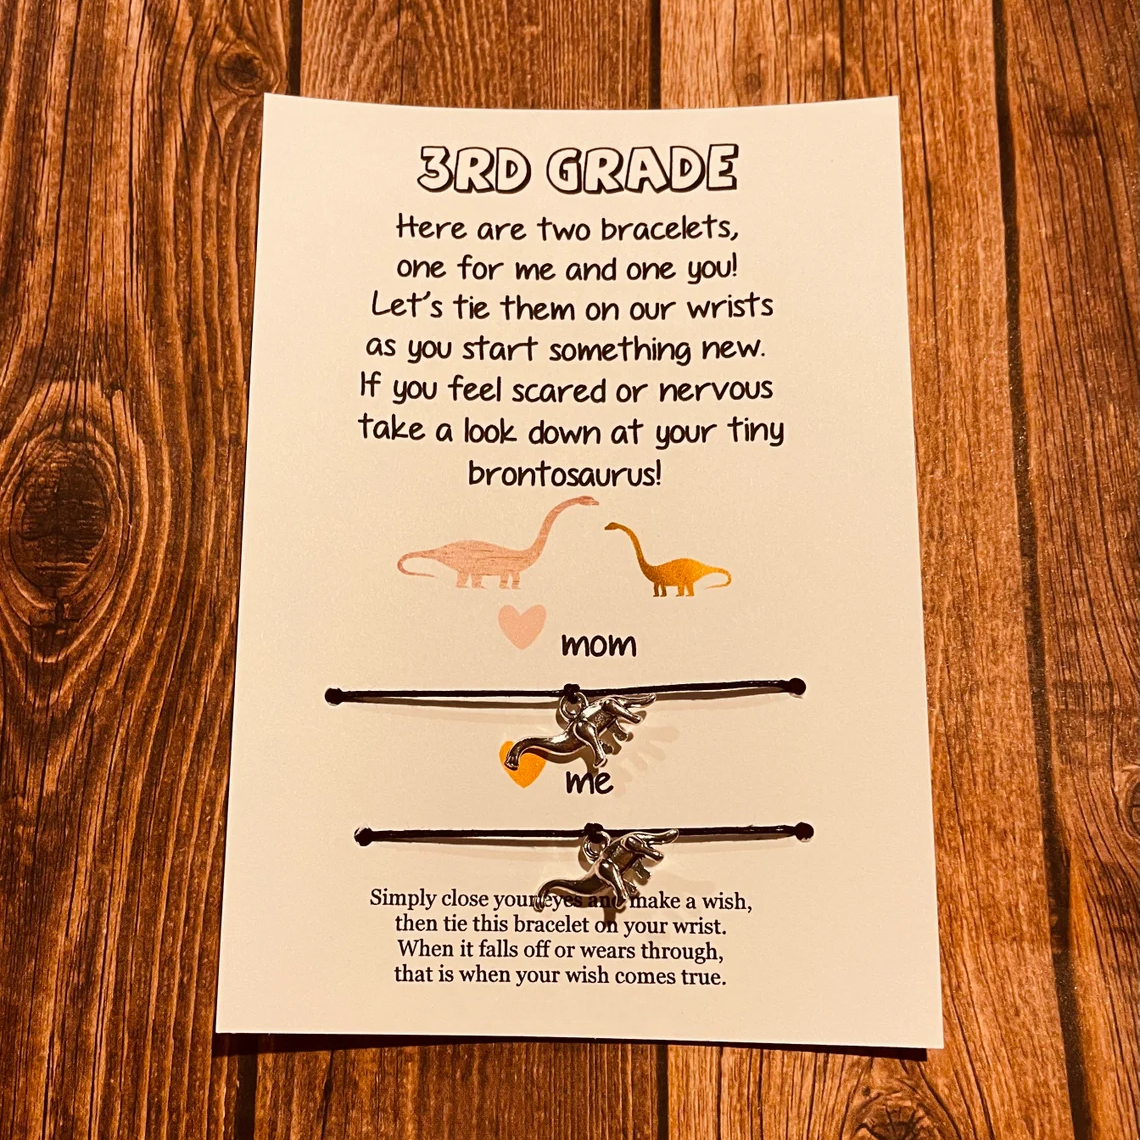 3RD GRADE
Here are two bracelets,
one for me and one you!
Let's tie them on our wrists
as you start something new.
If you feel scared or nervous
take a look down at your tiny
brontosaurus!
mom
me
Simply close your eyes and make a wish,
then tie this bracelet on your wrist.
When it falls off or wears through,
that is when your wish comes true.